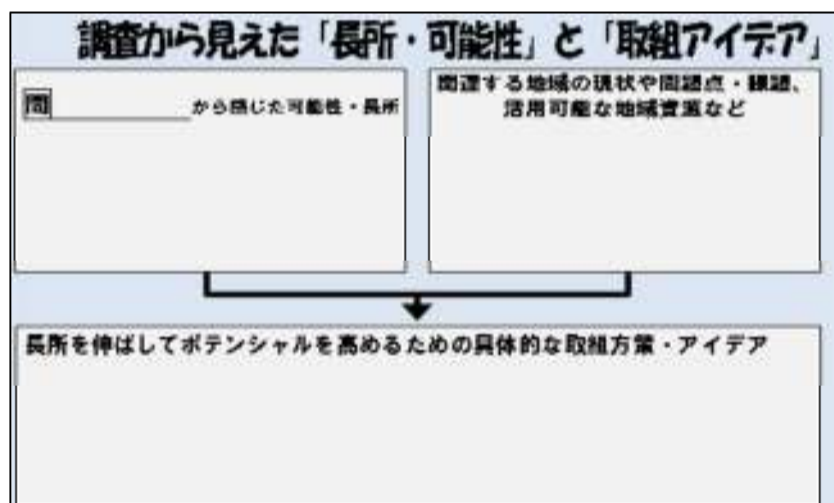 調査から見えた「長所・可能性」と「取組アイデア」
問 から感じた可能性・長所
関連する地域の現状や問題点・課題、
活用可能な地域資源など
長所を伸ばしてポテンシャルを高めるための具体的な取組方策・アイデア